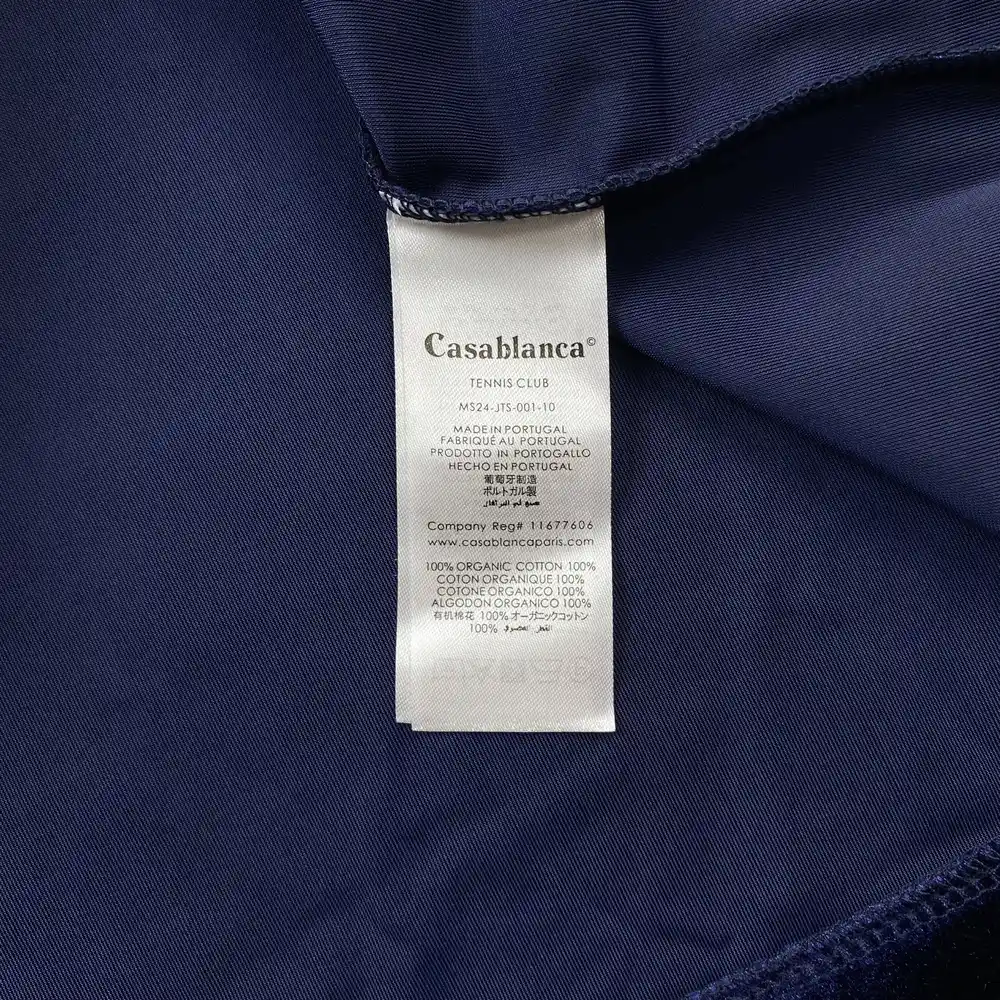 Casablanca©
TENNIS CLUB
MS24-JTS-001-10
MADE IN PORTUGAL
FABRIQUÉ AU PORTUGAL
PRODOTTO IN PORTOGALLO
HECHO EN PORTUGAL
葡萄牙制造
ポルトガル製
Company Reg# 11677606
www.casablancaparis.com
100% ORGANIC COTTON 100%
COTON ORGANIQUE 100%
COTONE ORGANICO 100%
ALGODON ORGANICO 100%
有机棉花 100% オーガニックコットン
100%